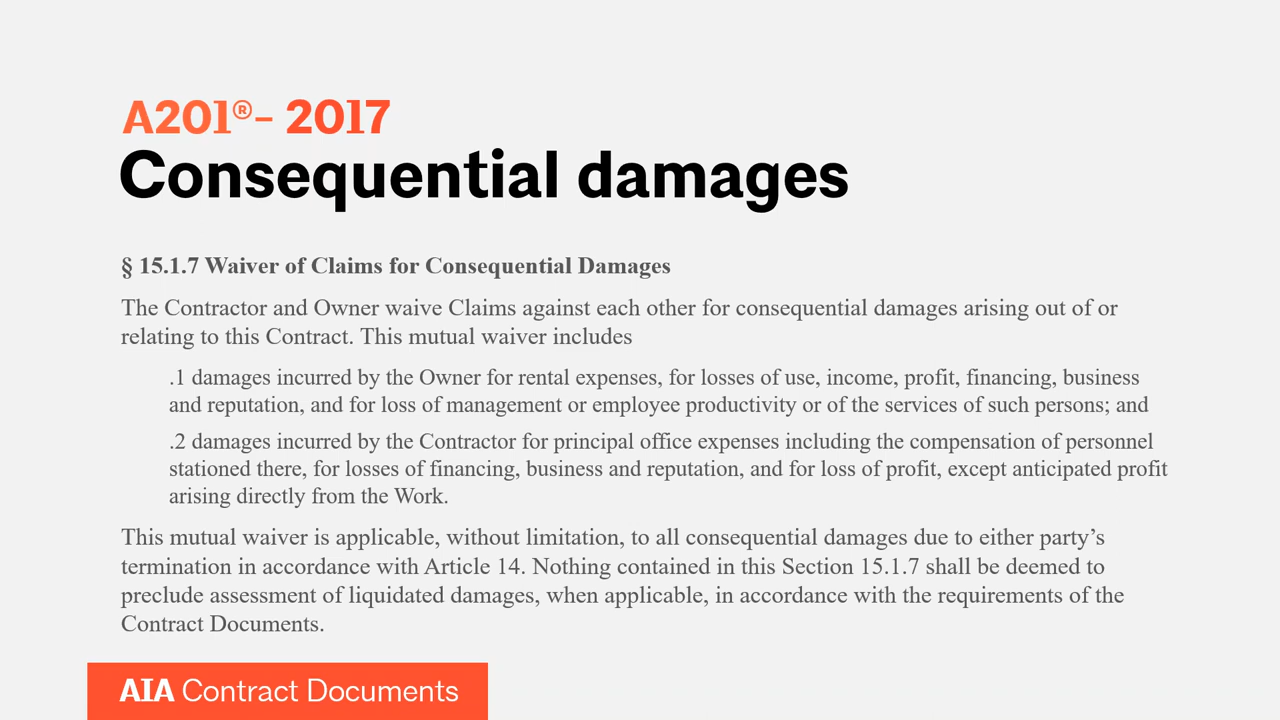 A201®– 2017
Consequential damages
§ 15.1.7 Waiver of Claims for Consequential Damages
The Contractor and Owner waive Claims against each other for consequential damages arising out of or
relating to this Contract. This mutual waiver includes
.1 damages incurred by the Owner for rental expenses, for losses of use, income, profit, financing, business
and reputation, and for loss of management or employee productivity or of the services of such persons; and
.2 damages incurred by the Contractor for principal office expenses including the compensation of personnel
stationed there, for losses of financing, business and reputation, and for loss of profit, except anticipated profit
arising directly from the Work.
This mutual waiver is applicable, without limitation, to all consequential damages due to either party’s
termination in accordance with Article 14. Nothing contained in this Section 15.1.7 shall be deemed to
preclude assessment of liquidated damages, when applicable, in accordance with the requirements of the
Contract Documents.
AIA Contract Documents